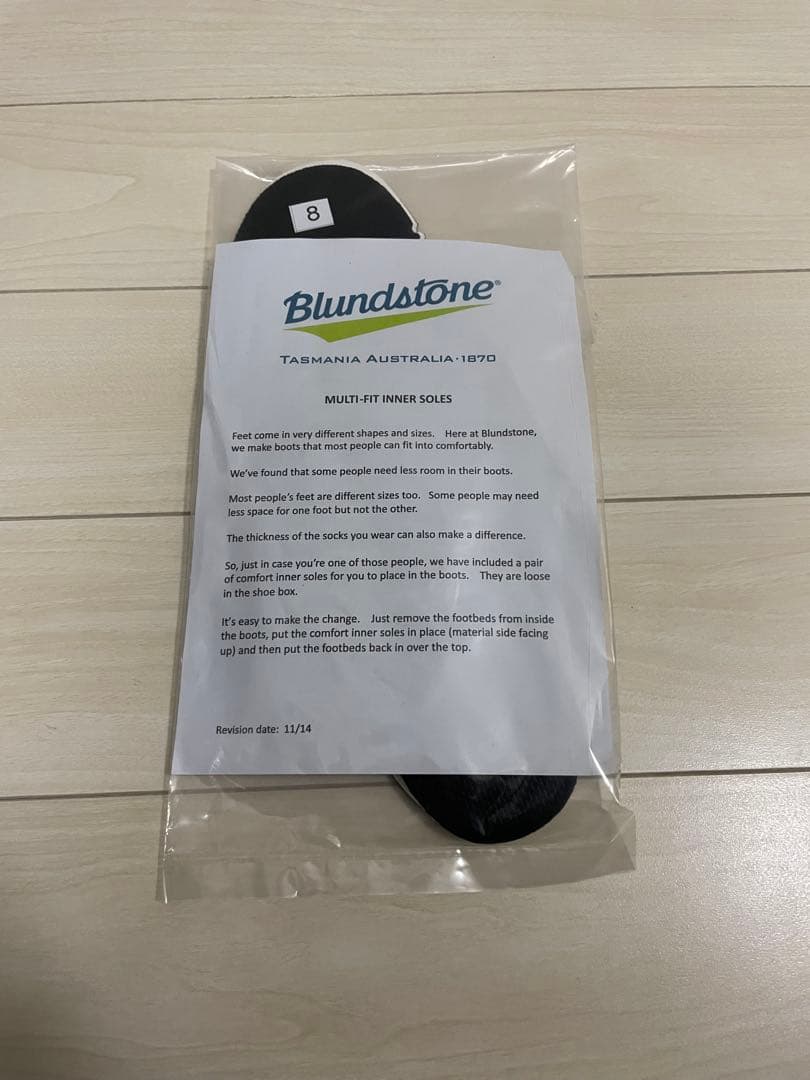 8
Blundstone®
TASMANIA AUSTRALIA·1870
MULTI-FIT INNER SOLES
Feet come in very different shapes and sizes. Here at Blundstone,
we make boots that most people can fit into comfortably.
We've found that some people need less room in their boots.
Most people's feet are different sizes too. Some people may need
less space for one foot but not the other.
The thickness of the socks you wear can also make a difference.
So, just in case you're one of those people, we have included a pair
of comfort inner soles for you to place in the boots. They are loose
in the shoe box.
It's easy to make the change. Just remove the footbeds from inside
the boots, put the comfort inner soles in place (material side facing
up) and then put the footbeds back in over the top.
Revision date: 11/14